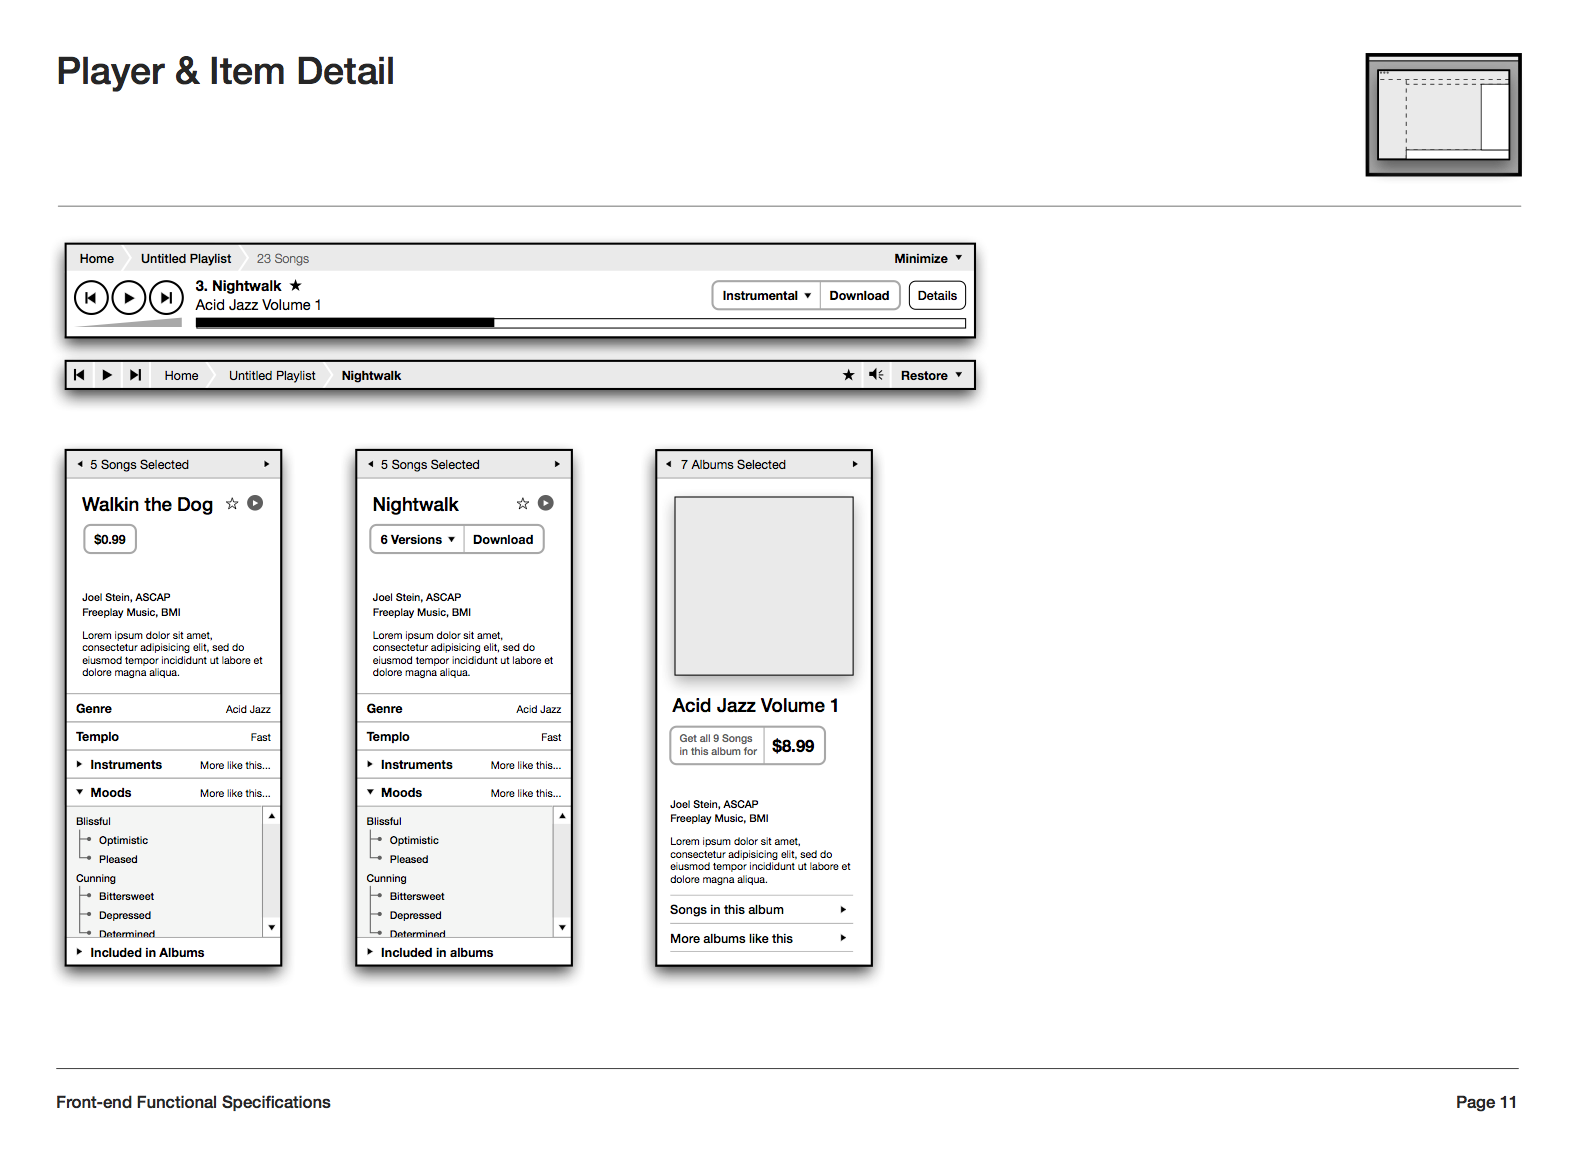 Player & Item Detail
Home Untitled Playlist 23 Songs Minimize
3. Nightwalk
Acid Jazz Volume 1
Instrumental Download Details
Home Untitled Playlist Nightwalk Restore
5 Songs Selected
Walkin the Dog
$0.99
Joel Stein, ASCAP
Freeplay Music, BMI
Lorem ipsum dolor sit amet,
consectetur adipisicing elit, sed do
eiusmod tempor incididunt ut labore et
dolore magna aliqua.
Genre Acid Jazz
Templo Fast
Instruments More like this...
Moods More like this...
Blissful
Optimistic
Pleased
Cunning
Bittersweet
Depressed
Determined
Included in Albums
5 Songs Selected
Nightwalk
6 Versions Download
Joel Stein, ASCAP
Freeplay Music, BMI
Lorem ipsum dolor sit amet,
consectetur adipisicing elit, sed do
eiusmod tempor incididunt ut labore et
dolore magna aliqua.
Genre Acid Jazz
Templo Fast
Instruments More like this...
Moods More like this...
Blissful
Optimistic
Pleased
Cunning
Bittersweet
Depressed
Determined
Included in albums
7 Albums Selected
Acid Jazz Volume 1
Get all 9 Songs
in this album for
$8.99
Joel Stein, ASCAP
Freeplay Music, BMI
Lorem ipsum dolor sit amet,
consectetur adipisicing elit, sed do
eiusmod tempor incididunt ut labore et
dolore magna aliqua.
Songs in this album
More albums like this
Front-end Functional Specifications
Page 11